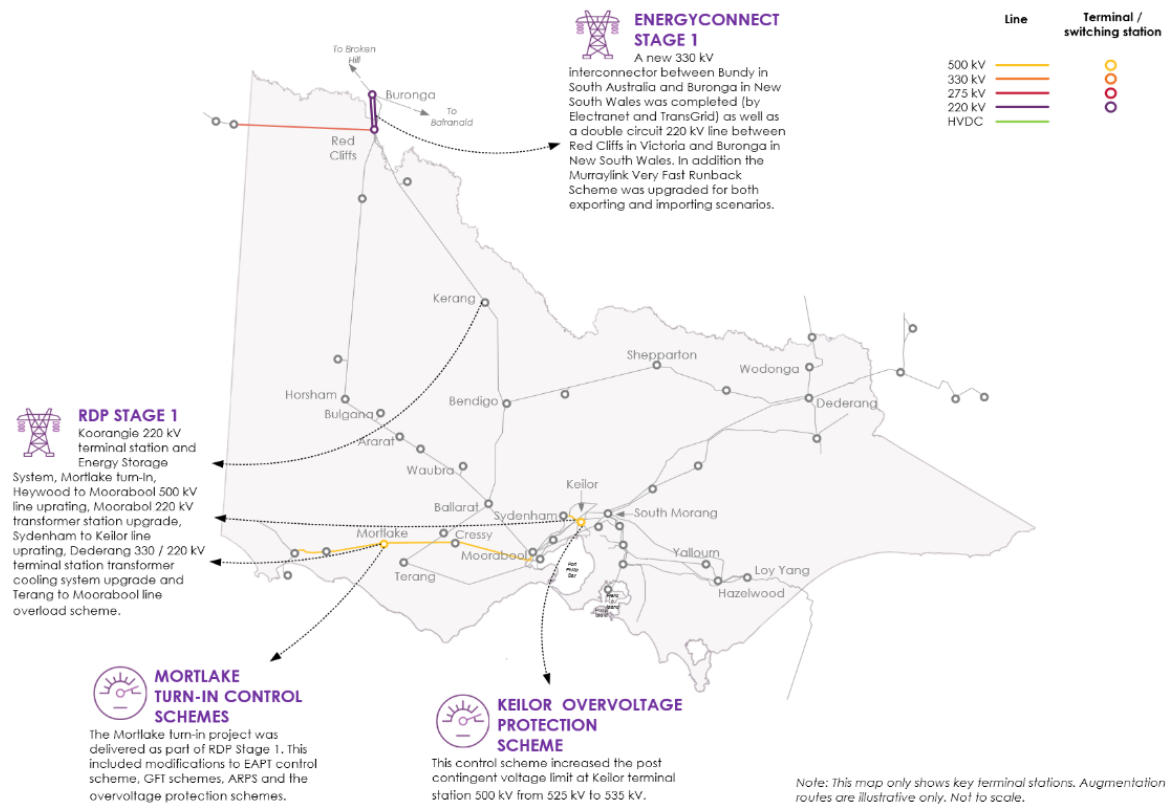 ENERGYCONNECT
STAGE 1
A new 330 kV
interconnector between Bundy in
South Australia and Buronga in New
South Wales was completed (by
Electranet and TransGrid) as well as
a double circuit 220 kV line between
Red Cliffs in Victoria and Buronga in
New South Wales. In addition the
Murraylink Very Fast Runback
Scheme was upgraded for both
exporting and importing scenarios.
Line
Terminal /
switching station
500 kV
330 kV
275 kV
220 kV
HVDC
To Broken
Hill
Buronga
To
Balranald
Red
Cliffs
Kerang
Shepparton
Wodonga
Horsham
Bulgana
Bendigo
Dederang
Ararat
Waubra
Ballarat
Keilor
Sydenham
South Morang
Mortlake
Cressy
Moorabool
Yallourn
Terang
Loy Yang
Hazelwood
Port
Phillip
Bay
RDP STAGE 1
Koorangie 220 kV
terminal station and
Energy Storage
System, Mortlake turn-In,
Heywood to Moorabool 500 kV
line uprating, Moorabol 220 kV
transformer station upgrade,
Sydenham to Keilor line
uprating, Dederang 330 / 220 kV
terminal station transformer
cooling system upgrade and
Terang to Moorabool line
overload scheme.
MORTLAKE
TURN-IN CONTROL
SCHEMES
The Mortlake turn-in project was
delivered as part of RDP Stage 1. This
included modifications to EAPT control
scheme, GFT schemes, ARPS and the
overvoltage protection schemes.
KEILOR OVERVOLTAGE
PROTECTION
SCHEME
This control scheme increased the post
contingent voltage limit at Keilor terminal
station 500 kV from 525 kV to 535 kV.
Note: This map only shows key terminal stations. Augmentation
routes are illustrative only. Not to scale.